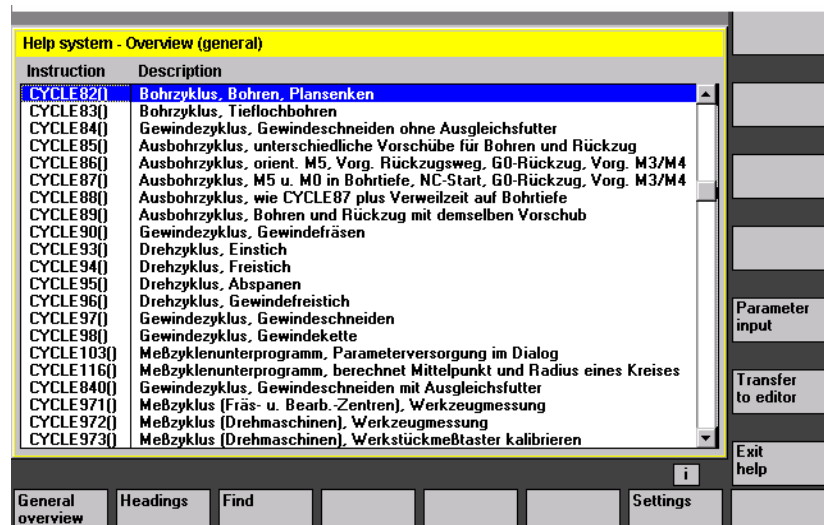 Help system - Overview (general)
Instruction Description
CYCLE82() Bohrzyklus, Bohren, Plansenken
CYCLE83() Bohrzyklus, Tieflochbohren
CYCLE84() Gewindezyklus, Gewindeschneiden ohne Ausgleichsfutter
CYCLE85() Ausbohrzyklus, unterschiedliche Vorschübe für Bohren und Rückzug
CYCLE86() Ausbohrzyklus, orient. M5, Vorg. Rückzugsweg, G0-Rückzug, Vorg. M3/M4
CYCLE87() Ausbohrzyklus, M5 u. M0 in Bohrtiefe, NC-Start, G0-Rückzug, Vorg. M3/M4
CYCLE88() Ausbohrzyklus, wie CYCLE87 plus Verweilzeit auf Bohrtiefe
CYCLE89() Ausbohrzyklus, Bohren und Rückzug mit demselben Vorschub
CYCLE90() Gewindezyklus, Gewindefräsen
CYCLE93() Drehzyklus, Einstich
CYCLE94() Drehzyklus, Freistich
CYCLE95() Drehzyklus, Abspanen
CYCLE96() Drehzyklus, Gewindefreistich
CYCLE97() Gewindezyklus, Gewindeschneiden
CYCLE98() Gewindezyklus, Gewindekette
CYCLE103() Meßzyklenunterprogramm, Parameterversorgung im Dialog
CYCLE116() Meßzyklenunterprogramm, berechnet Mittelpunkt und Radius eines Kreises
CYCLE840() Gewindezyklus, Gewindeschneiden mit Ausgleichsfutter
CYCLE971() Meßzyklus (Fräs- u. Bearb.-Zentren), Werkzeugmessung
CYCLE972() Meßzyklus (Drehmaschinen), Werkzeugmessung
CYCLE973() Meßzyklus (Drehmaschinen), Werkstückmeßtaster kalibrieren
Parameter
input
Transfer
to editor
Exit
help
i
General
overview
Headings
Find
Settings